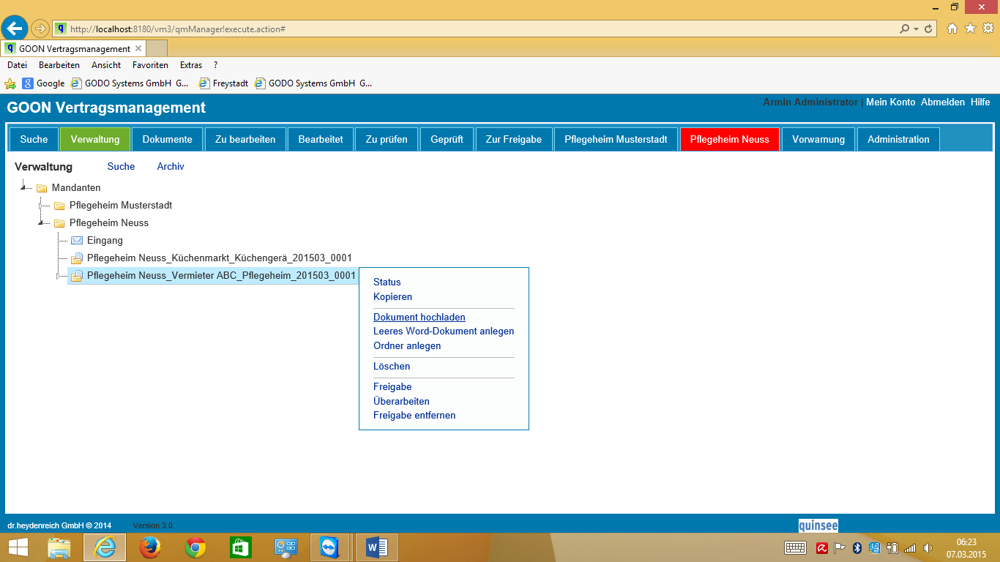 http://localhost:8180/vm3/qmManager!execute.action#
GOON Vertragsmanagement
Datei Bearbeiten Ansicht Favoriten Extras ?
Google GODO Systems GmbH G... Freystadt GODO Systems GmbH G...
GOON Vertragsmanagement
Armin Administrator | Mein Konto Abmelden Hilfe
Suche Verwaltung Dokumente Zu bearbeiten Bearbeitet Zu prüfen Geprüft Zur Freigabe Pflegeheim Musterstadt Pflegeheim Neuss Vorwarnung Administration
Verwaltung Suche Archiv
Mandanten
Pflegeheim Musterstadt
Pflegeheim Neuss
Eingang
Pflegeheim Neuss_Küchenmarkt_Küchengerä_201503_0001
Pflegeheim Neuss_Vermieter ABC_Pflegeheim_201503_0001
Status
Kopieren
Dokument hochladen
Leeres Word-Dokument anlegen
Ordner anlegen
Löschen
Freigabe
Überarbeiten
Freigabe entfernen
dr.heydenreich GmbH © 2014 Version 3.0 quinsee
06:23
07.03.2015